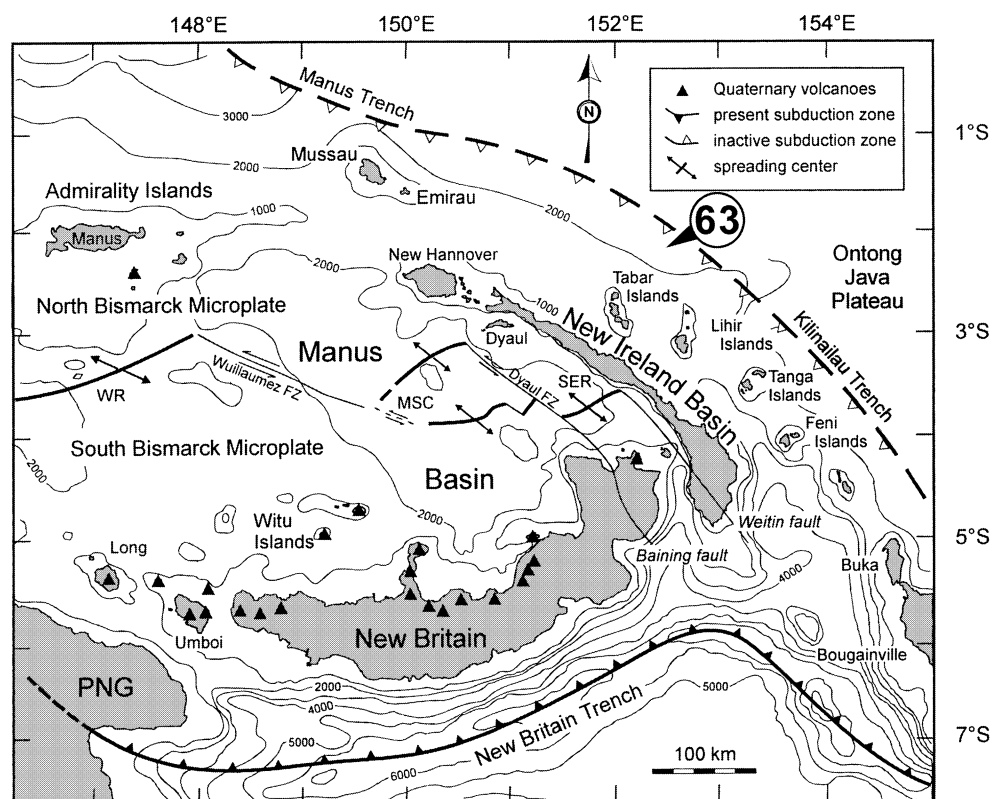 148°E 150°E 152°E 154°E
Manus Trench
N
Quaternary volcanoes
present subduction zone
inactive subduction zone
spreading center
1°S
3000
2000
Mussau
Emirau
2000
Admirality Islands
1000
Manus
63
Ontong
Java
Plateau
New Hannover
2000
Tabar
Islands
1000
North Bismarck Microplate
Dyaul
Lihir
Islands
3°S
Kilinailau Trench
New Ireland Basin
Manus
Wuillaumez FZ
WR
MSC
Dyaul FZ
SER
Tanga
Islands
Feni
Islands
South Bismarck Microplate
2000
Basin
2000
Witu
Islands
Weitin fault
5°S
Long
Baining fault
Buka
4000
Umboi
New Britain
Bougainville
PNG
2000
4000
5000
5000
New Britain Trench
7°S
6000
100 km